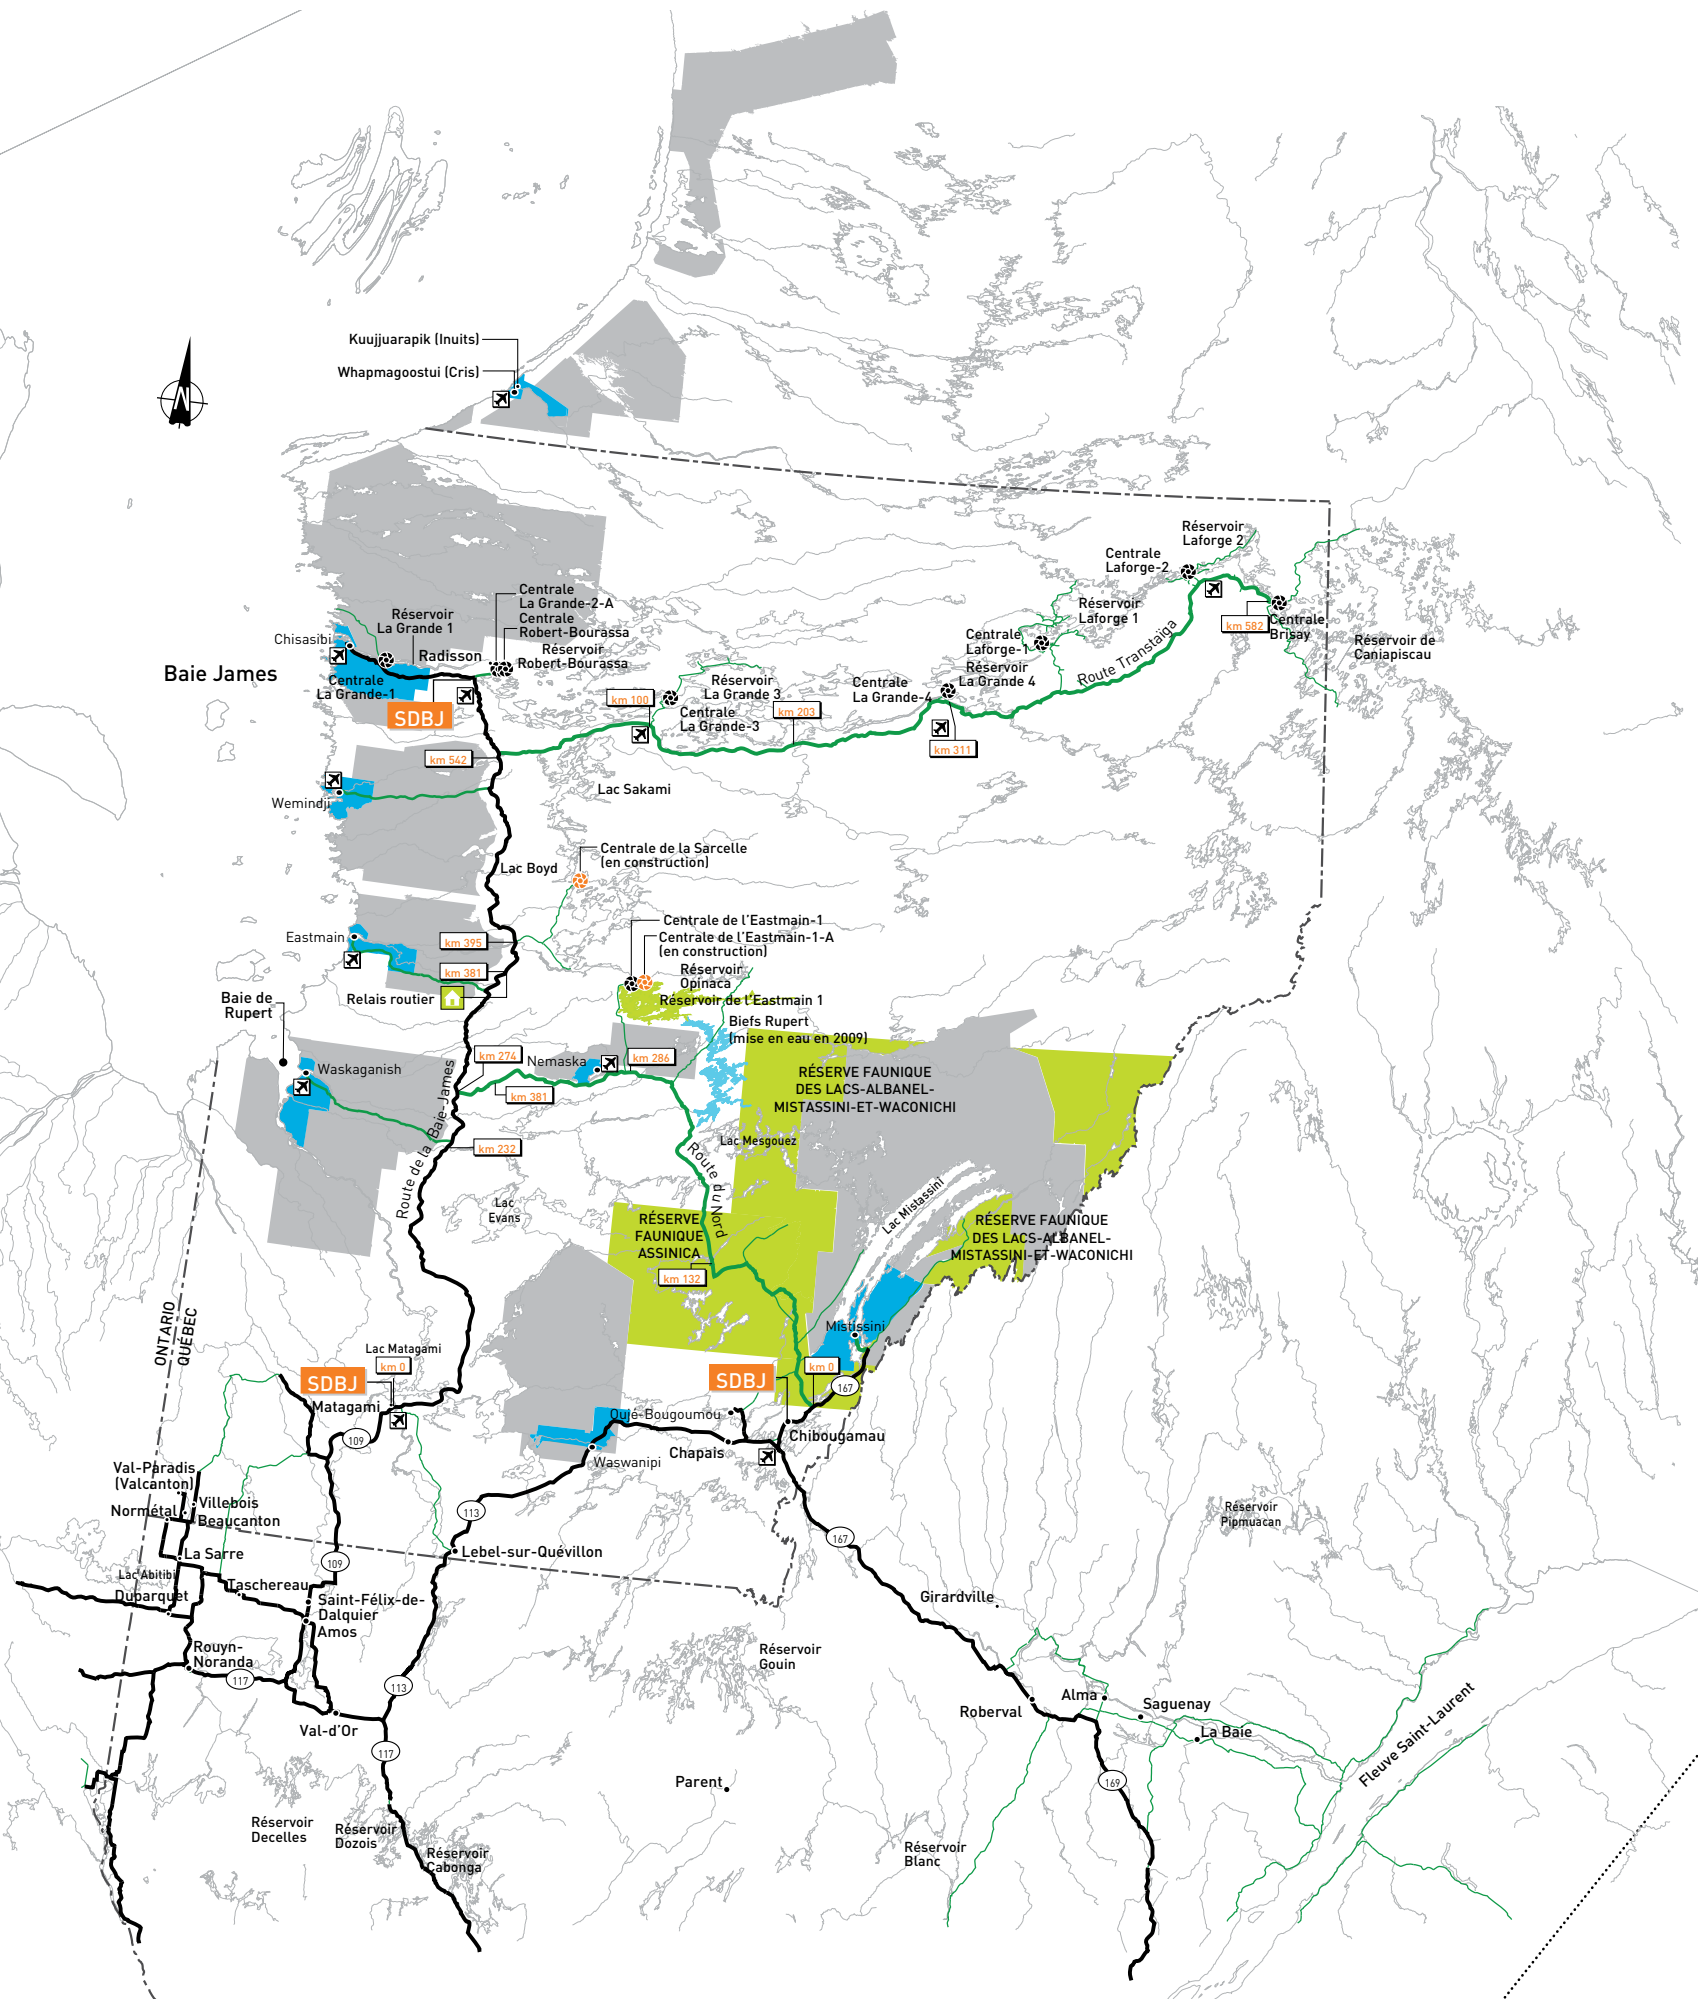 Kuujjuarapik (Inuits)
Whapmagoostui (Cris)
N
Réservoir
Laforge 2
Centrale
Laforge-2
Centrale
La Grande-2-A
Centrale
Robert-Bourassa
Réservoir
Robert-Bourassa
Réservoir
La Grande 1
Chisasibi
Radisson
Baie James
Centrale
La Grande-1
SDBJ
Réservoir
Laforge 1
Centrale
Laforge-1
km 582
Centrale
Brisay
Réservoir de
Caniapiscau
Route Transtaïga
Réservoir
La Grande 4
Centrale
La Grande-4
Réservoir
La Grande 3
km 100
Centrale
La Grande-3
km 203
km 311
km 542
Lac Sakami
Wemindji
Centrale de la Sarcelle
(en construction)
Lac Boyd
Centrale de l'Eastmain-1
Centrale de l'Eastmain-1-A
(en construction)
Eastmain
km 395
km 381
Réservoir
Opinaca
Relais routier
Réservoir de l'Eastmain 1
Baie de
Rupert
Biefs Rupert
(mise en eau en 2009)
km 274
Nemaska
km 286
Waskaganish
km 381
RÉSERVE FAUNIQUE
DES LACS-ALBANEL-
MISTASSINI-ET-WACONICHI
Route de la Baie-James
km 232
Lac Mesgouez
Route du Nord
Lac
Evans
Lac Mistassini
RÉSERVE
FAUNIQUE
ASSINICA
RÉSERVE FAUNIQUE
DES LACS-ALBANEL-
MISTASSINI-ET-WACONICHI
km 132
ONTARIO
QUÉBEC
Mistissini
Lac Matagami
km 0
SDBJ
Matagami
km 0
SDBJ
167
Oujé-Bougoumou
Chibougamau
109
Chapais
Waswanipi
Val-Paradis
(Valcanton)
Villebois
Normétal
Beaucanton
113
Réservoir
Pipmuacan
167
La Sarre
109
Lebel-sur-Quévillon
Lac Abitibi
Duparquet
Taschereau
Saint-Félix-de-
Dalquier
Amos
Girardville
Rouyn-
Noranda
117
Réservoir
Gouin
113
Val-d'Or
Roberval
Alma
Saguenay
La Baie
Fleuve Saint-Laurent
117
Parent
169
Réservoir
Decelles
Réservoir
Dozois
Réservoir
Cabonga
Réservoir
Blanc